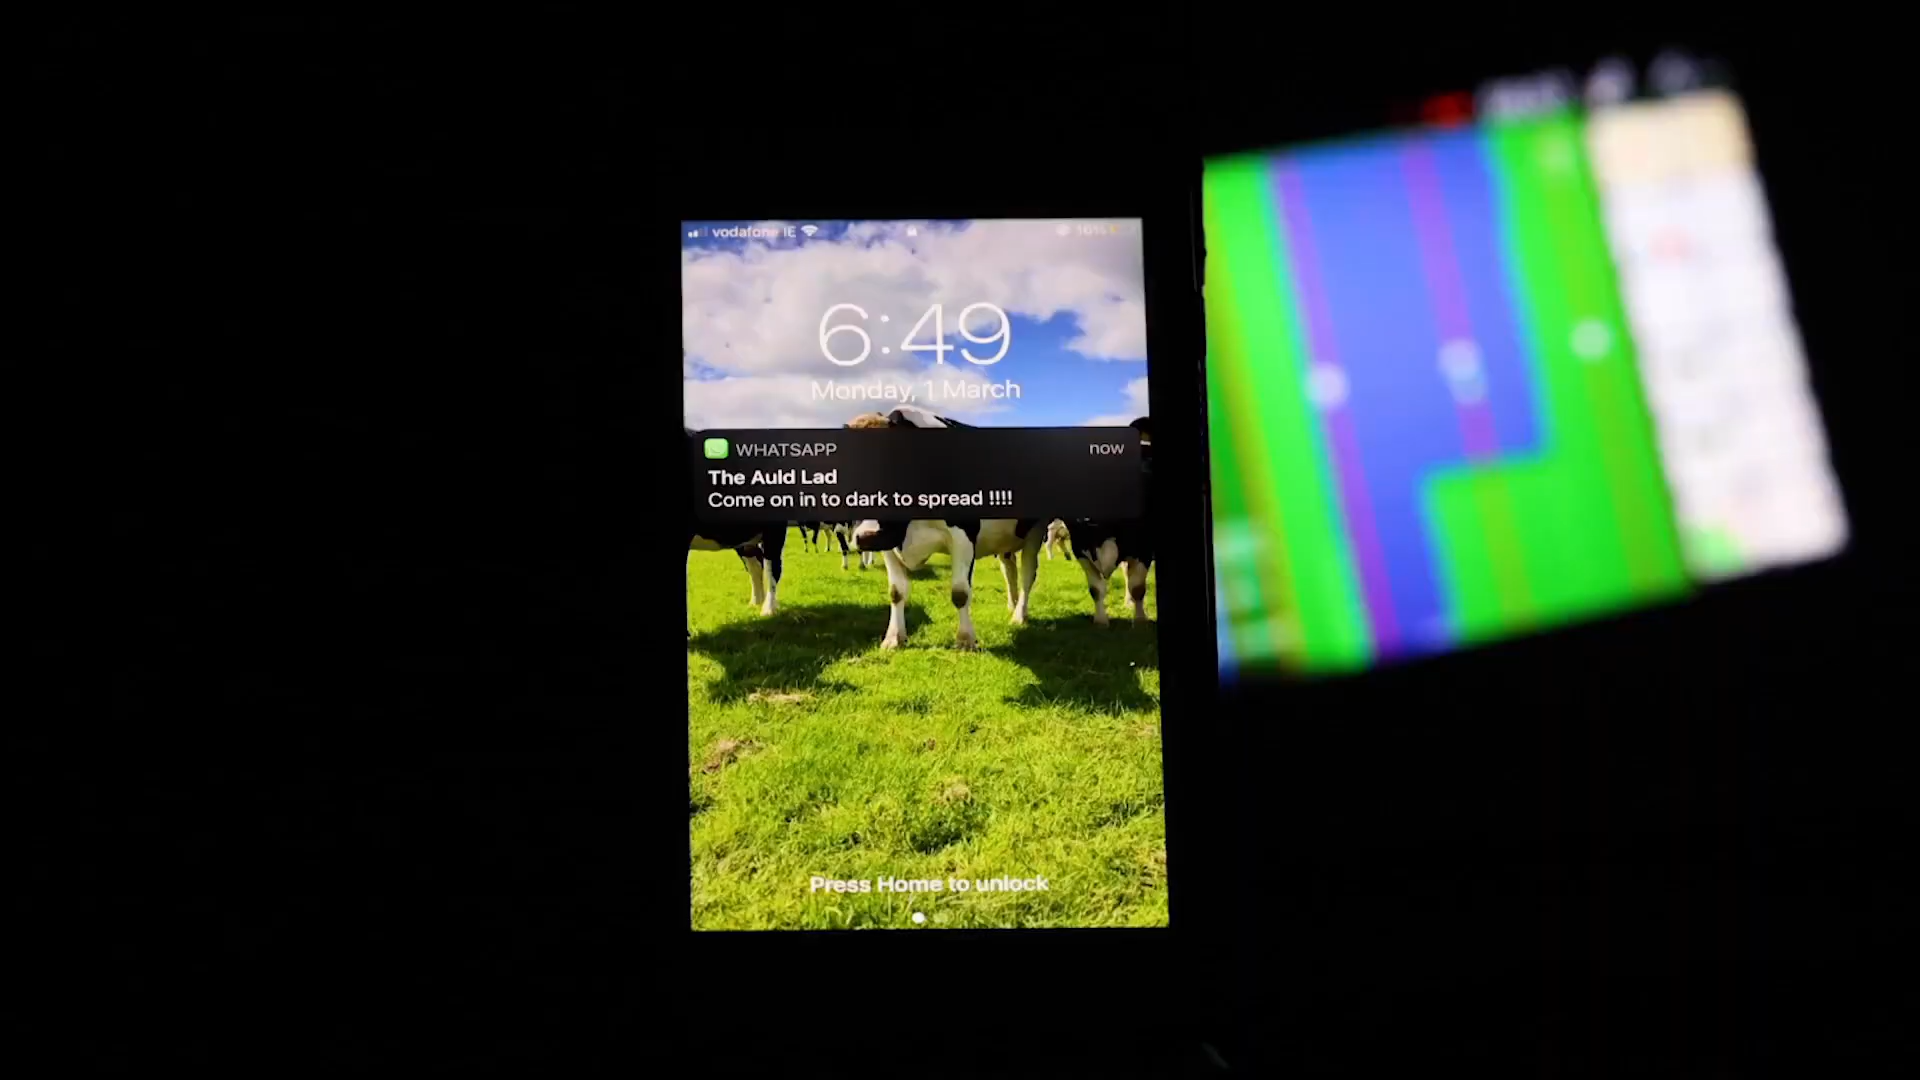 vodafone IE
6:49
Monday, 1 March
WHATSAPP
now
The Auld Lad
Come on in to dark to spread !!!!
Press Home to unlock